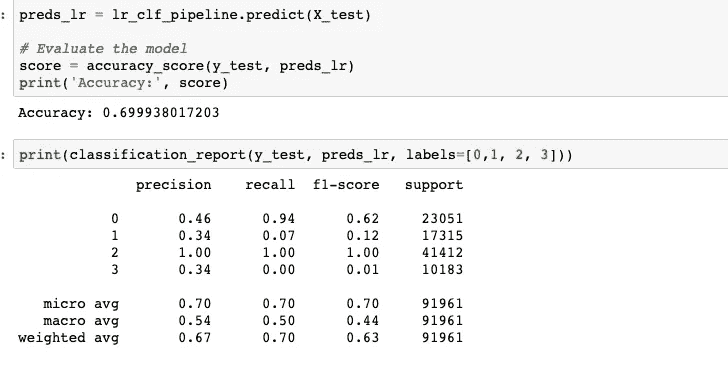 : preds_lr = lr_clf_pipeline.predict(X_test)
# Evaluate the model
score = accuracy_score(y_test, preds_lr)
print('Accuracy:', score)
Accuracy: 0.699938017203
: print(classification_report(y_test, preds_lr, labels=[0,1, 2, 3]))
precision recall f1-score support
0 0.46 0.94 0.62 23051
1 0.34 0.07 0.12 17315
2 1.00 1.00 1.00 41412
3 0.34 0.00 0.01 10183
micro avg 0.70 0.70 0.70 91961
macro avg 0.54 0.50 0.44 91961
weighted avg 0.67 0.70 0.63 91961